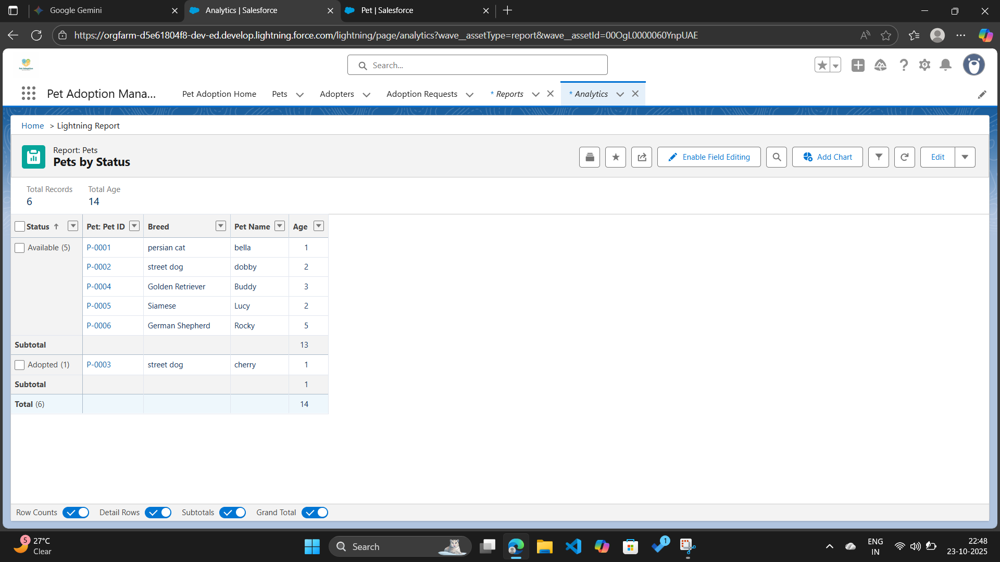 Google Gemini
Analytics | Salesforce
Pet | Salesforce
https://orgfarm-d5e61804f8-dev-ed.develop.lightning.force.com/lightning/page/analytics?wave__assetType=report&wave__assetId=00OgL0000060YnpUAE
Pet Adoption
Search...
Pet Adoption Mana...
Pet Adoption Home
Pets
Adopters
Adoption Requests
* Reports
* Analytics
Home > Lightning Report
Report: Pets
Pets by Status
Enable Field Editing
Add Chart
Edit
Total Records Total Age
6 14
Status ↑ Pet: Pet ID Breed Pet Name Age
Available (5) P-0001 persian cat bella 1
P-0002 street dog dobby 2
P-0004 Golden Retriever Buddy 3
P-0005 Siamese Lucy 2
P-0006 German Shepherd Rocky 5
Subtotal 13
Adopted (1) P-0003 street dog cherry 1
Subtotal 1
Total (6) 14
Row Counts Detail Rows Subtotals Grand Total
5
27°C
Clear
Search
1
ENG
IN
22:48
23-10-2025